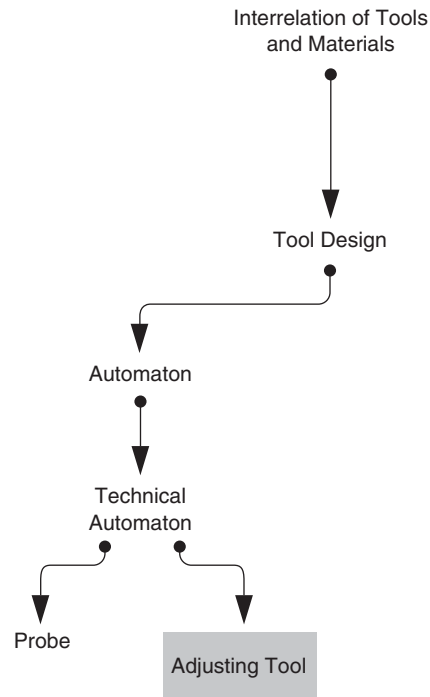 Interrelation of Tools
and Materials
Tool Design
Automaton
Technical
Automaton
Probe
Adjusting Tool